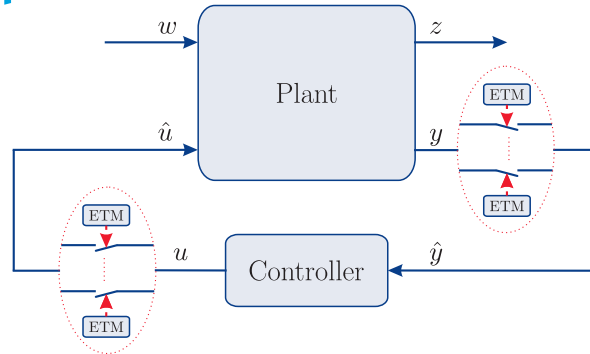 w
z
ETM
Plant
û
y
ETM
ETM
u
Controller
ŷ
ETM